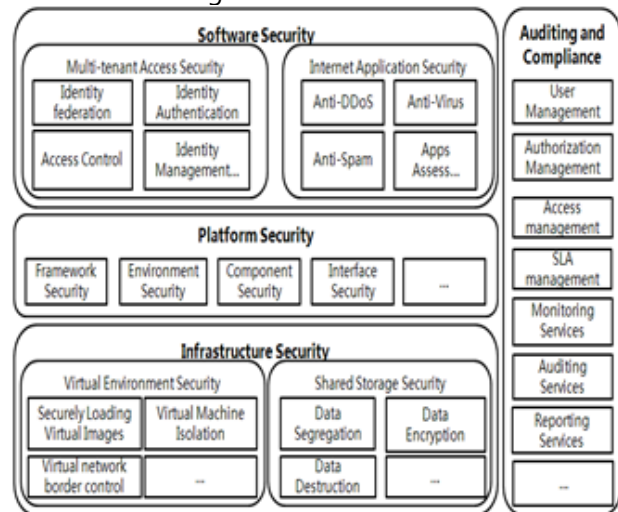 Software Security
Multi-tenant Access Security
Identity
federation
Identity
Authentication
Access Control
Identity
Management...
Internet Application Security
Anti-DDoS
Anti-Virus
Anti-Spam
Apps
Assess...
Platform Security
Framework
Security
Environment
Security
Component
Security
Interface
Security
...
Infrastructure Security
Virtual Environment Security
Securely Loading
Virtual Images
Virtual Machine
Isolation
Virtual network
border control
...
Shared Storage Security
Data
Segregation
Data
Encryption
Data
Destruction
...
Auditing and
Compliance
User
Management
Authorization
Management
Access
management
SLA
management
Monitoring
Services
Auditing
Services
Reporting
Services
...